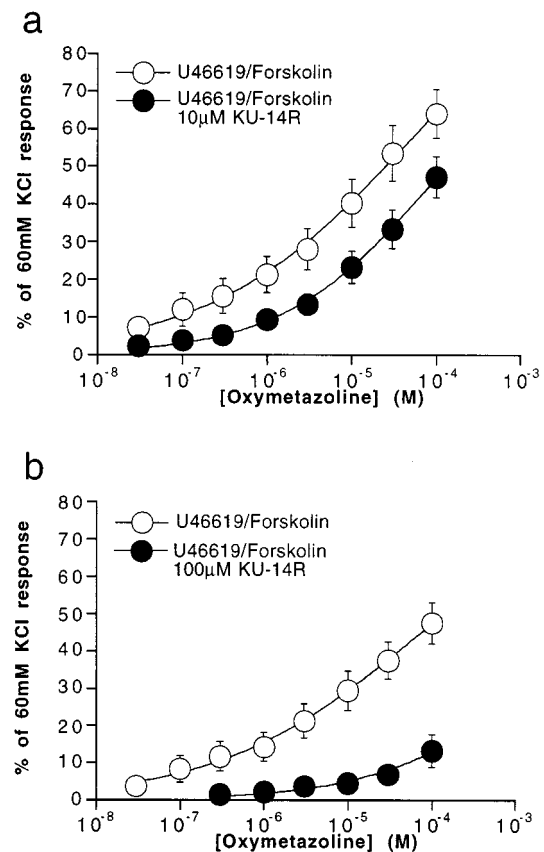 a
% of 60mM KCl response
80
70
60
50
40
30
20
10
0
U46619/Forskolin
U46619/Forskolin
10µM KU-14R
10-8
10-7
10-6
10-5
10-4
10-3
[Oxymetazoline] (M)
b
% of 60mM KCl response
80
70
60
50
40
30
20
10
0
U46619/Forskolin
U46619/Forskolin
100µM KU-14R
10-8
10-7
10-6
10-5
10-4
10-3
[Oxymetazoline] (M)